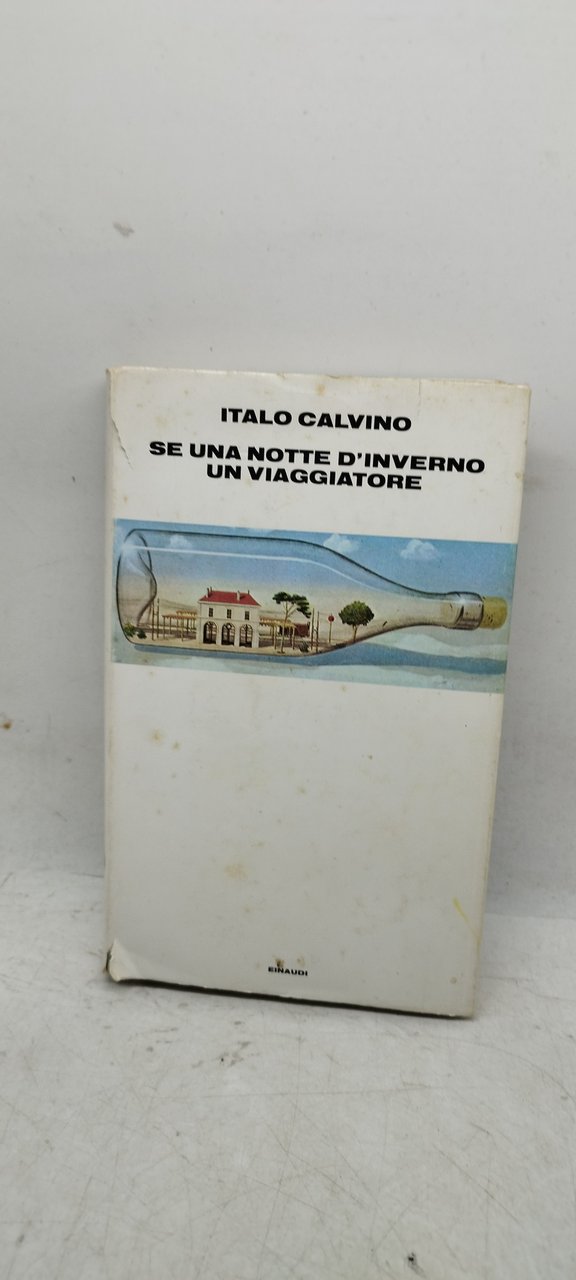 ITALO CALVINO
SE UNA NOTTE D'INVERNO
UN VIAGGIATORE
EINAUDI